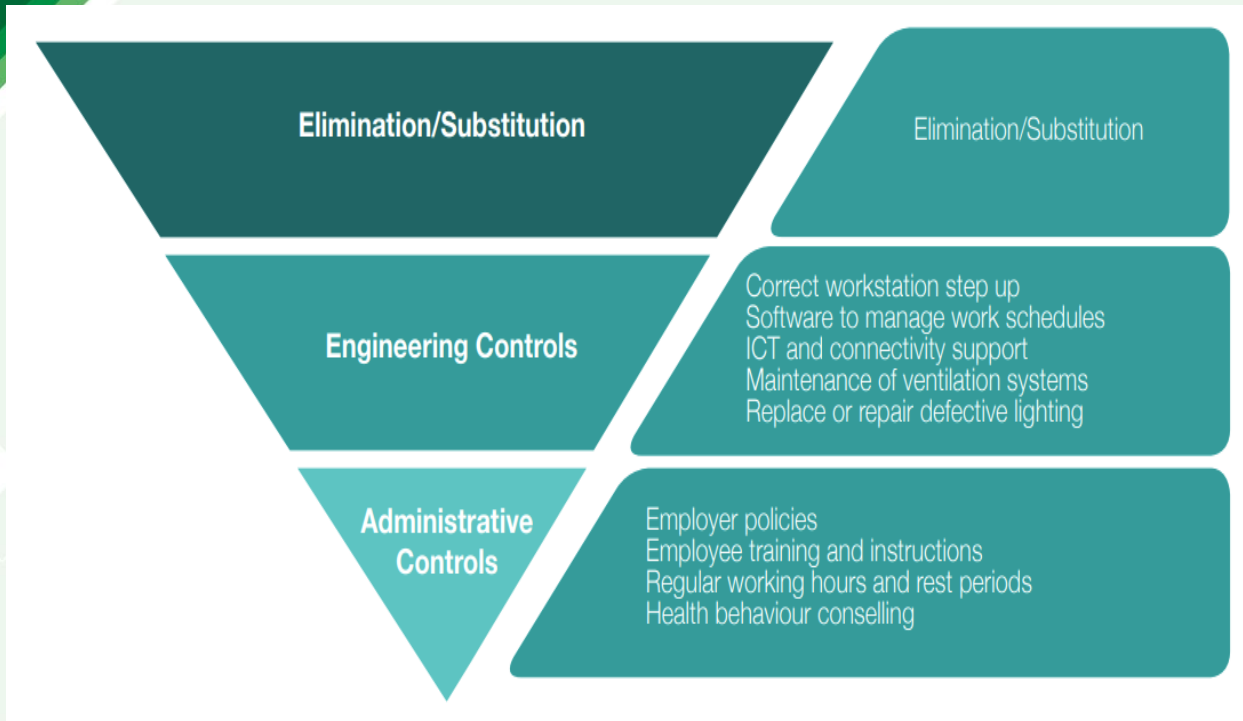 Elimination/Substitution
Elimination/Substitution
Engineering Controls
Correct workstation step up
Software to manage work schedules
ICT and connectivity support
Maintenance of ventilation systems
Replace or repair defective lighting
Administrative
Controls
Employer policies
Employee training and instructions
Regular working hours and rest periods
Health behaviour conselling